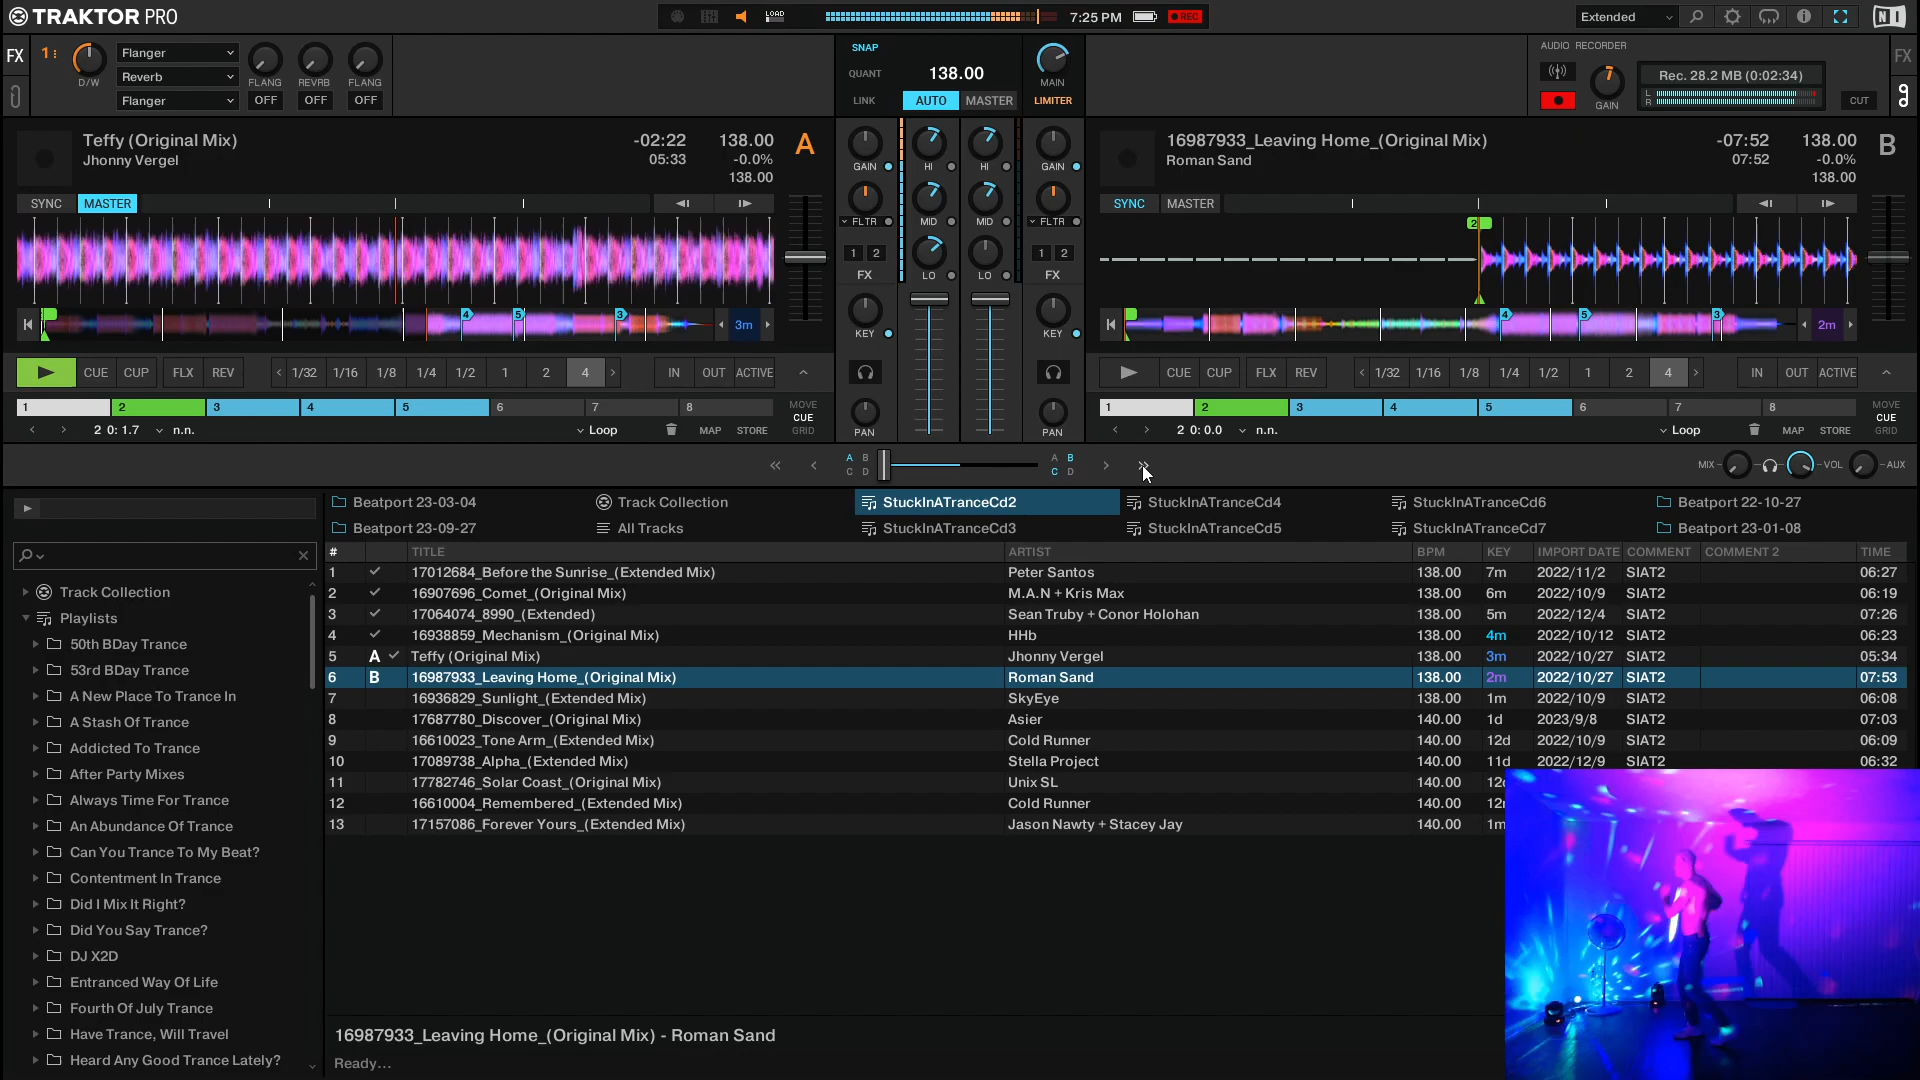 TRAKTOR PRO
LOAD
7:25 PM
REC
Extended
FX
1
D/W
Flanger
Reverb
Flanger
FLANG
REVRB
FLANG
OFF
OFF
OFF
SNAP
QUANT
LINK
138.00
AUTO
MASTER
MAIN
LIMITER
AUDIO RECORDER
GAIN
Rec. 28.2 MB (0:02:34)
L
R
CUT
FX
Teffy (Original Mix)
Jhonny Vergel
-02:22
05:33
138.00
-0.0%
138.00
A
SYNC
MASTER
4
5
3
3m
CUE
CUP
FLX
REV
1/32
1/16
1/8
1/4
1/2
1
2
4
IN
OUT
ACTIVE
1
2
3
4
5
6
7
8
MOVE
CUE
GRID
2 0: 1.7
n.n.
Loop
MAP
STORE
GAIN
HI
HI
GAIN
FLTR
MID
MID
FLTR
1
2
1
2
FX
LO
LO
FX
KEY
KEY
PAN
PAN
16987933_Leaving Home_(Original Mix)
Roman Sand
-07:52
07:52
138.00
-0.0%
138.00
B
SYNC
MASTER
2
4
5
3
2m
CUE
CUP
FLX
REV
1/32
1/16
1/8
1/4
1/2
1
2
4
IN
OUT
ACTIVE
1
2
3
4
5
6
7
8
MOVE
CUE
GRID
2 0: 0.0
n.n.
Loop
MAP
STORE
A B
C D
A B
C D
MIX
VOL
AUX
Beatport 23-03-04
Track Collection
StuckInATranceCd2
StuckInATranceCd4
StuckInATranceCd6
Beatport 22-10-27
Beatport 23-09-27
All Tracks
StuckInATranceCd3
StuckInATranceCd5
StuckInATranceCd7
Beatport 23-01-08
Track Collection
Playlists
50th BDay Trance
53rd BDay Trance
A New Place To Trance In
A Stash Of Trance
Addicted To Trance
After Party Mixes
Always Time For Trance
An Abundance Of Trance
Can You Trance To My Beat?
Contentment In Trance
Did I Mix It Right?
Did You Say Trance?
DJ X2D
Entranced Way Of Life
Fourth Of July Trance
Have Trance, Will Travel
Heard Any Good Trance Lately?
# TITLE ARTIST BPM KEY IMPORT DATE COMMENT COMMENT 2 TIME
1 17012684_Before the Sunrise_(Extended Mix) Peter Santos 138.00 7m 2022/11/2 SIAT2 06:27
2 16907696_Comet_(Original Mix) M.A.N + Kris Max 138.00 6m 2022/10/9 SIAT2 06:19
3 17064074_8990_(Extended) Sean Truby + Conor Holohan 138.00 5m 2022/12/4 SIAT2 07:26
4 16938859_Mechanism_(Original Mix) HHb 138.00 4m 2022/10/12 SIAT2 06:23
5 A Teffy (Original Mix) Jhonny Vergel 138.00 3m 2022/10/27 SIAT2 05:34
6 B 16987933_Leaving Home_(Original Mix) Roman Sand 138.00 2m 2022/10/27 SIAT2 07:53
7 16936829_Sunlight_(Extended Mix) SkyEye 138.00 1m 2022/10/9 SIAT2 06:08
8 17687780_Discover_(Original Mix) Asier 140.00 1d 2023/9/8 SIAT2 07:03
9 16610023_Tone Arm_(Extended Mix) Cold Runner 140.00 12d 2022/10/9 SIAT2 06:09
10 17089738_Alpha_(Extended Mix) Stella Project 140.00 11d 2022/12/9 SIAT2 06:32
11 17782746_Solar Coast_(Original Mix) Unix SL 140.00
12 16610004_Remembered_(Extended Mix) Cold Runner 140.00
13 17157086_Forever Yours_(Extended Mix) Jason Nawty + Stacey Jay 140.00
16987933_Leaving Home_(Original Mix) - Roman Sand
Ready...